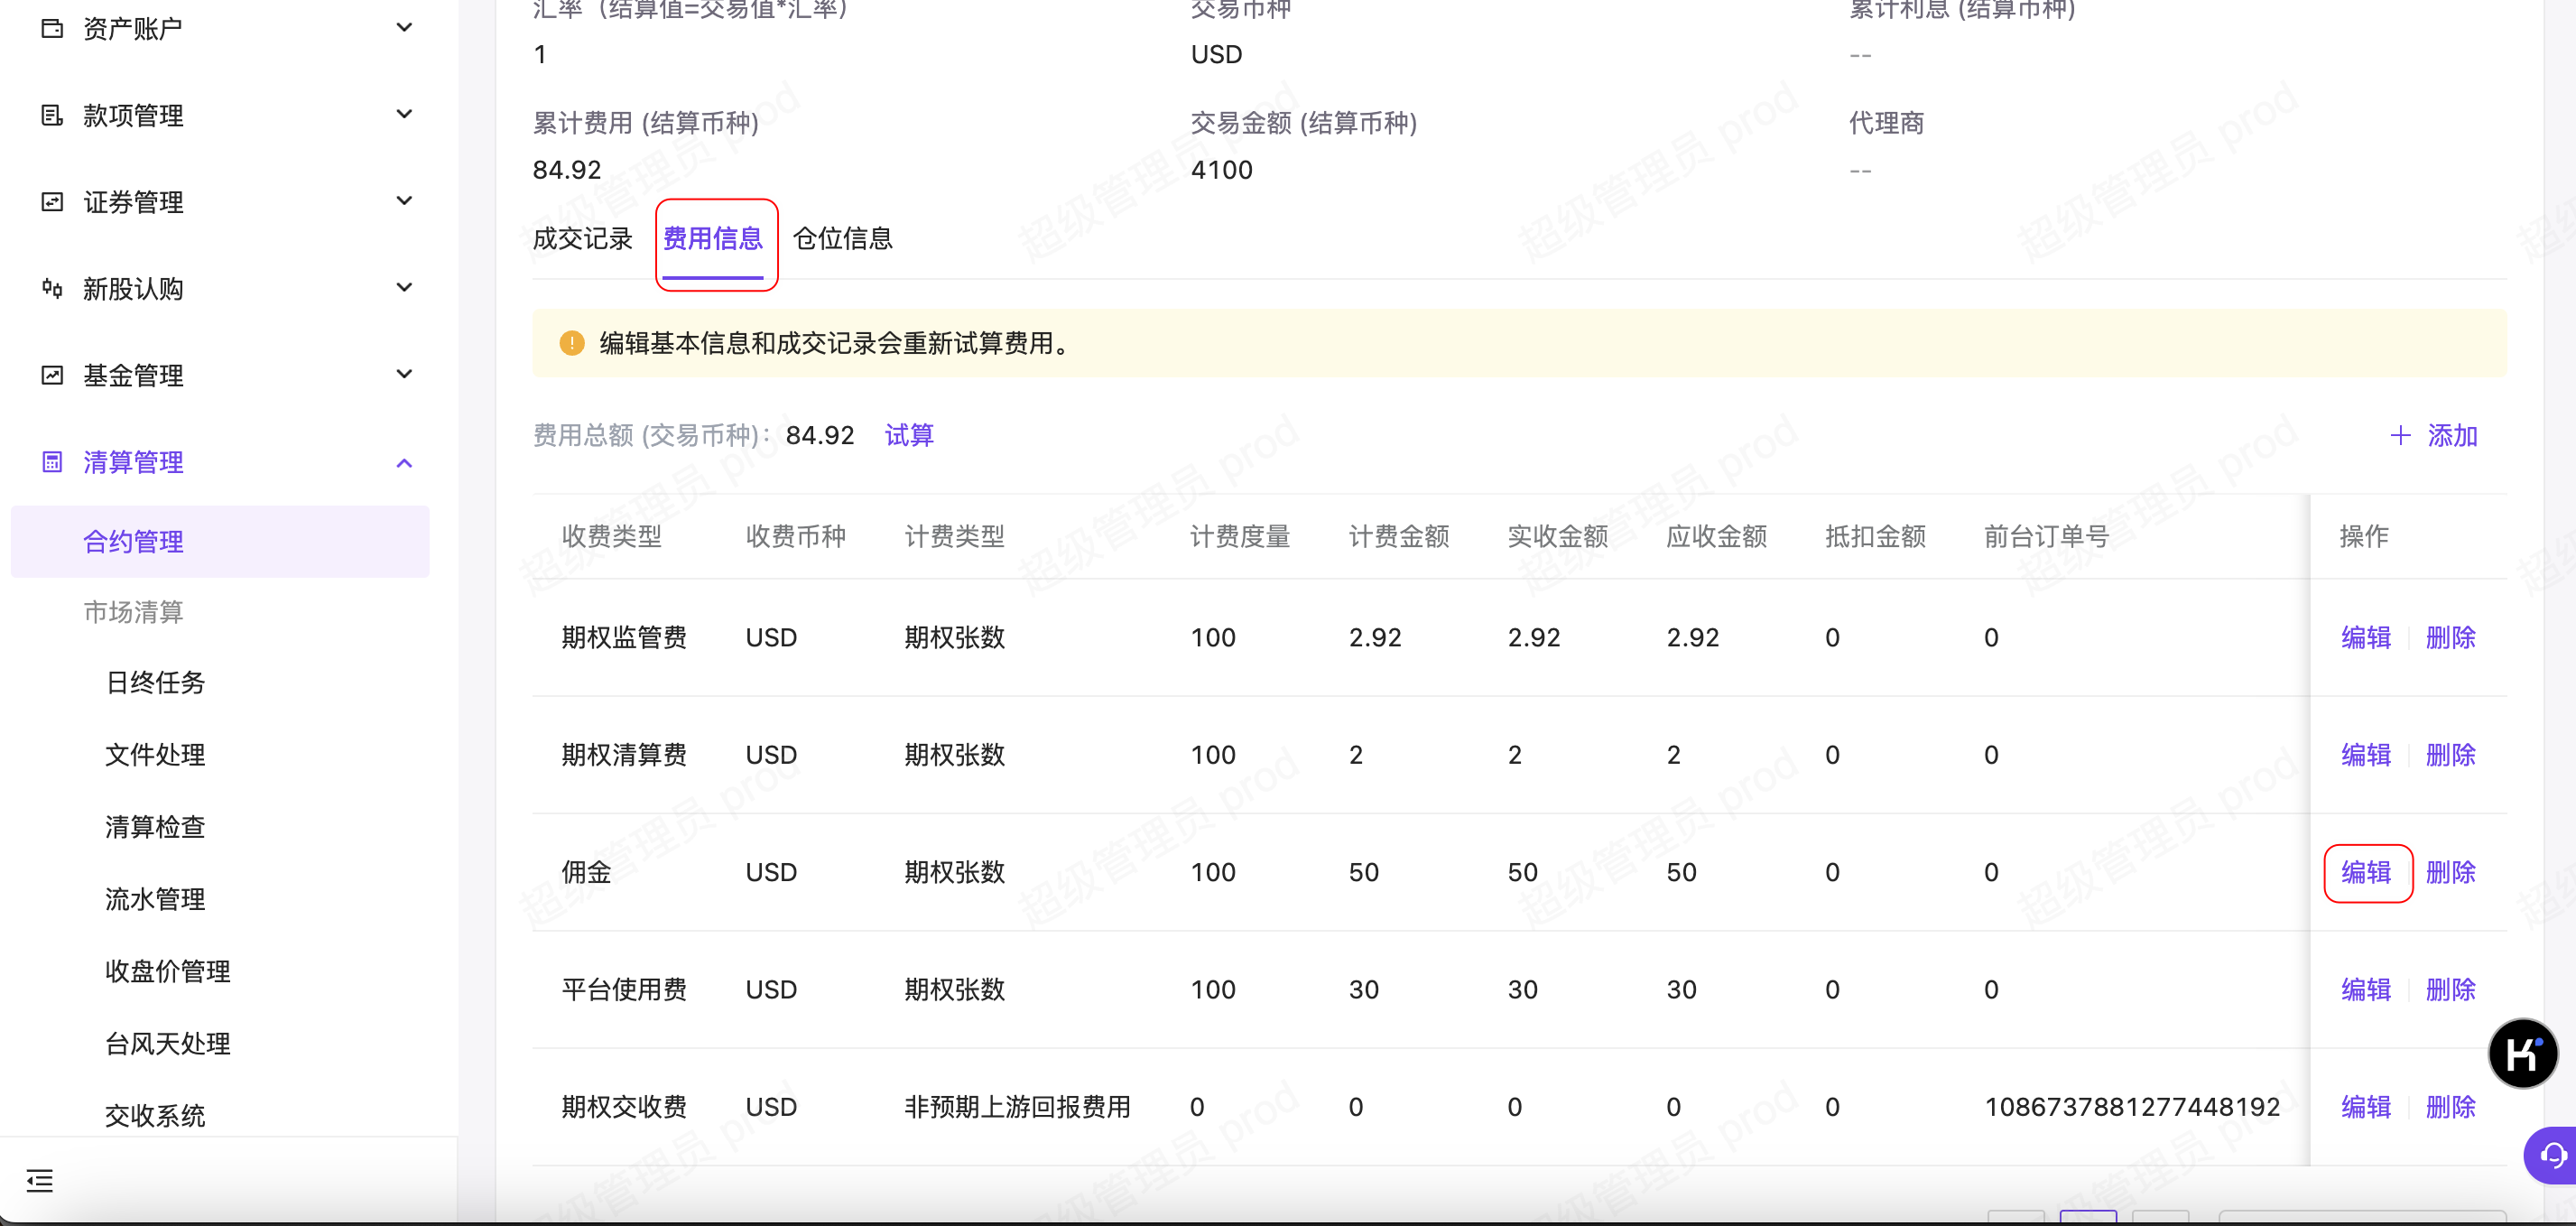 资产账户
款项管理
证券管理
新股认购
基金管理
清算管理
合约管理
市场清算
日终任务
文件处理
清算检查
流水管理
收盘价管理
台风天处理
交收系统
汇率（结算值=交易值*汇率） 交易币种 累计利息 (结算币种)
1 USD --
累计费用 (结算币种) 交易金额 (结算币种) 代理商
84.92 4100 --
成交记录 费用信息 仓位信息
编辑基本信息和成交记录会重新试算费用。
费用总额 (交易币种)： 84.92 试算 + 添加
收费类型 收费币种 计费类型 计费度量 计费金额 实收金额 应收金额 抵扣金额 前台订单号 操作
期权监管费 USD 期权张数 100 2.92 2.92 2.92 0 0 编辑 删除
期权清算费 USD 期权张数 100 2 2 2 0 0 编辑 删除
佣金 USD 期权张数 100 50 50 50 0 0 编辑 删除
平台使用费 USD 期权张数 100 30 30 30 0 0 编辑 删除
期权交收费 USD 非预期上游回报费用 0 0 0 0 0 1086737881277448192 编辑 删除
超级管理员 prod